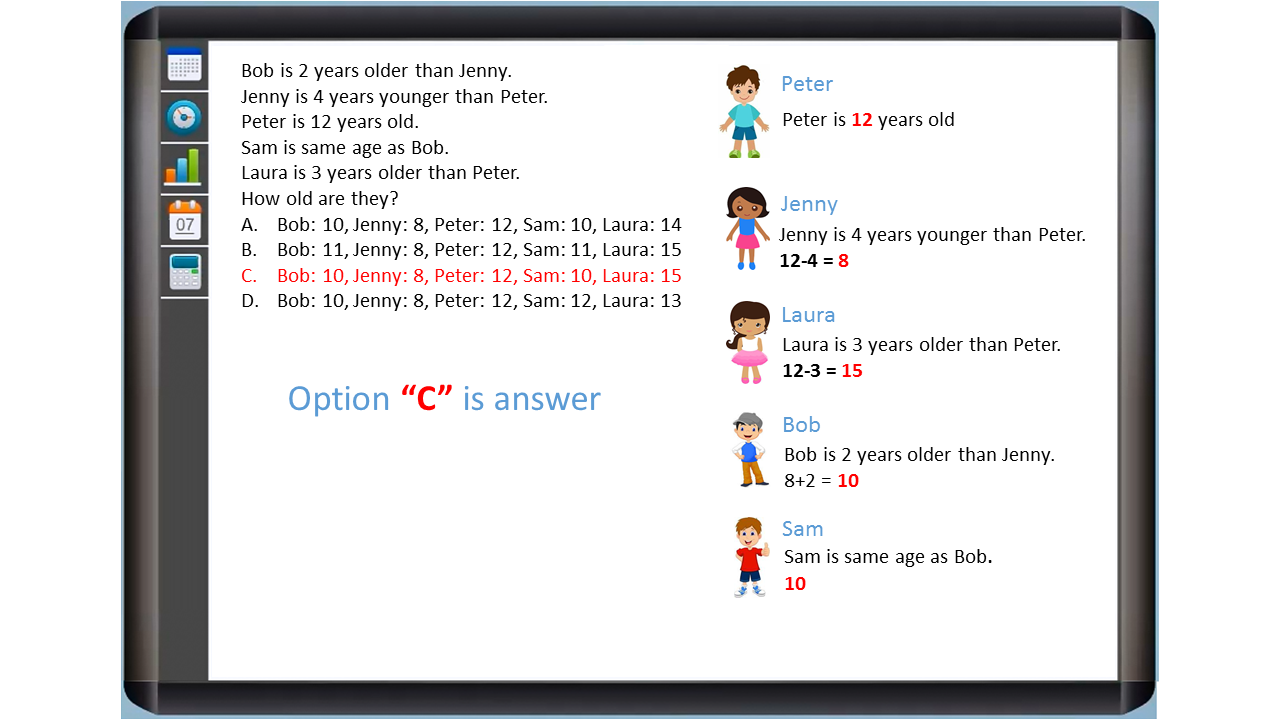 Bob is 2 years older than Jenny.
Jenny is 4 years younger than Peter.
Peter is 12 years old.
Sam is same age as Bob.
Laura is 3 years older than Peter.
How old are they?
A. Bob: 10, Jenny: 8, Peter: 12, Sam: 10, Laura: 14
B. Bob: 11, Jenny: 8, Peter: 12, Sam: 11, Laura: 15
C. Bob: 10, Jenny: 8, Peter: 12, Sam: 10, Laura: 15
D. Bob: 10, Jenny: 8, Peter: 12, Sam: 12, Laura: 13
Option “C” is answer
07
Peter
Peter is 12 years old
Jenny
Jenny is 4 years younger than Peter.
12-4 = 8
Laura
Laura is 3 years older than Peter.
12-3 = 15
Bob
Bob is 2 years older than Jenny.
8+2 = 10
Sam
Sam is same age as Bob.
10